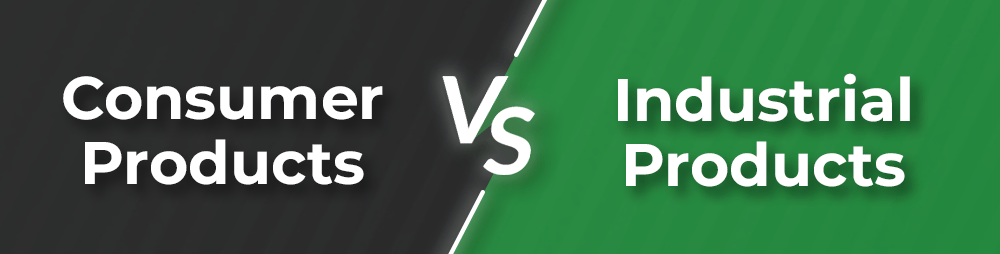 Consumer
Products
VS
Industrial
Products